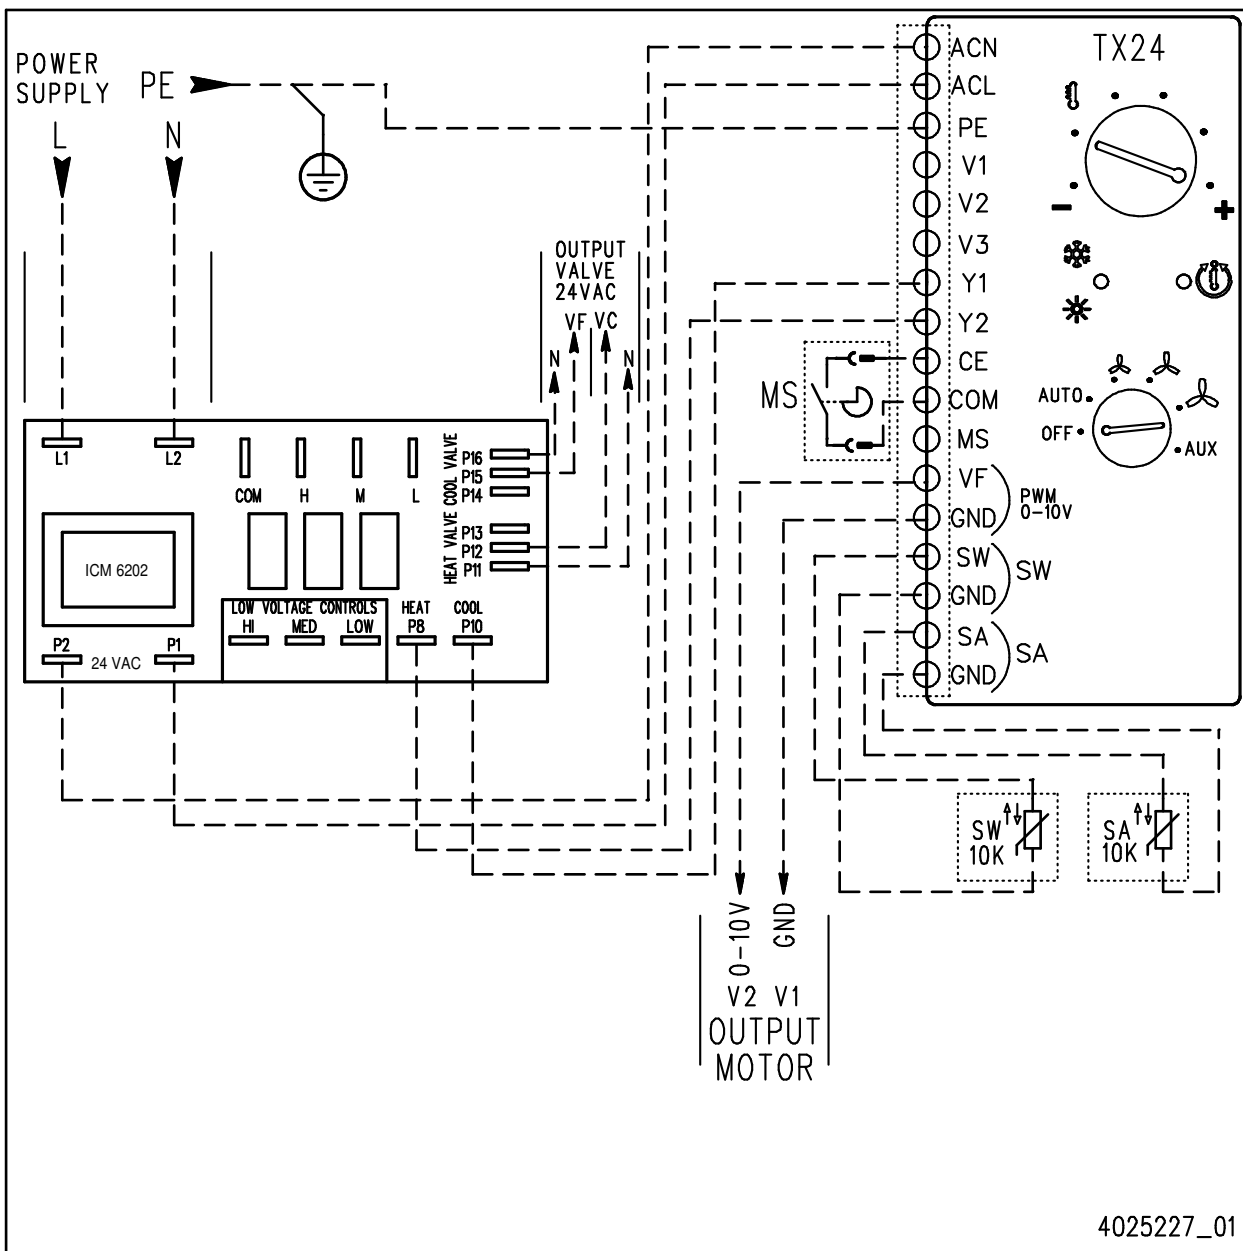 POWER
SUPPLY
PE
L
N
OUTPUT
VALVE
24VAC
VF
VC
N
N
L1
L2
COM
H
M
L
COOL VALVE
P16
P15
P14
HEAT VALVE
P13
P12
P11
ICM 6202
LOW VOLTAGE CONTROLS
HI
MED
LOW
HEAT
P8
COOL
P10
P2
24 VAC
P1
TX24
ACN
ACL
PE
V1
V2
V3
Y1
Y2
CE
COM
MS
VF
GND
SW
GND
SA
GND
PWM
0-10V
SW
SA
-
+
AUTO
OFF
AUX
MS
SW
10K
SA
10K
0-10V
GND
V2
V1
OUTPUT
MOTOR
4025227_01